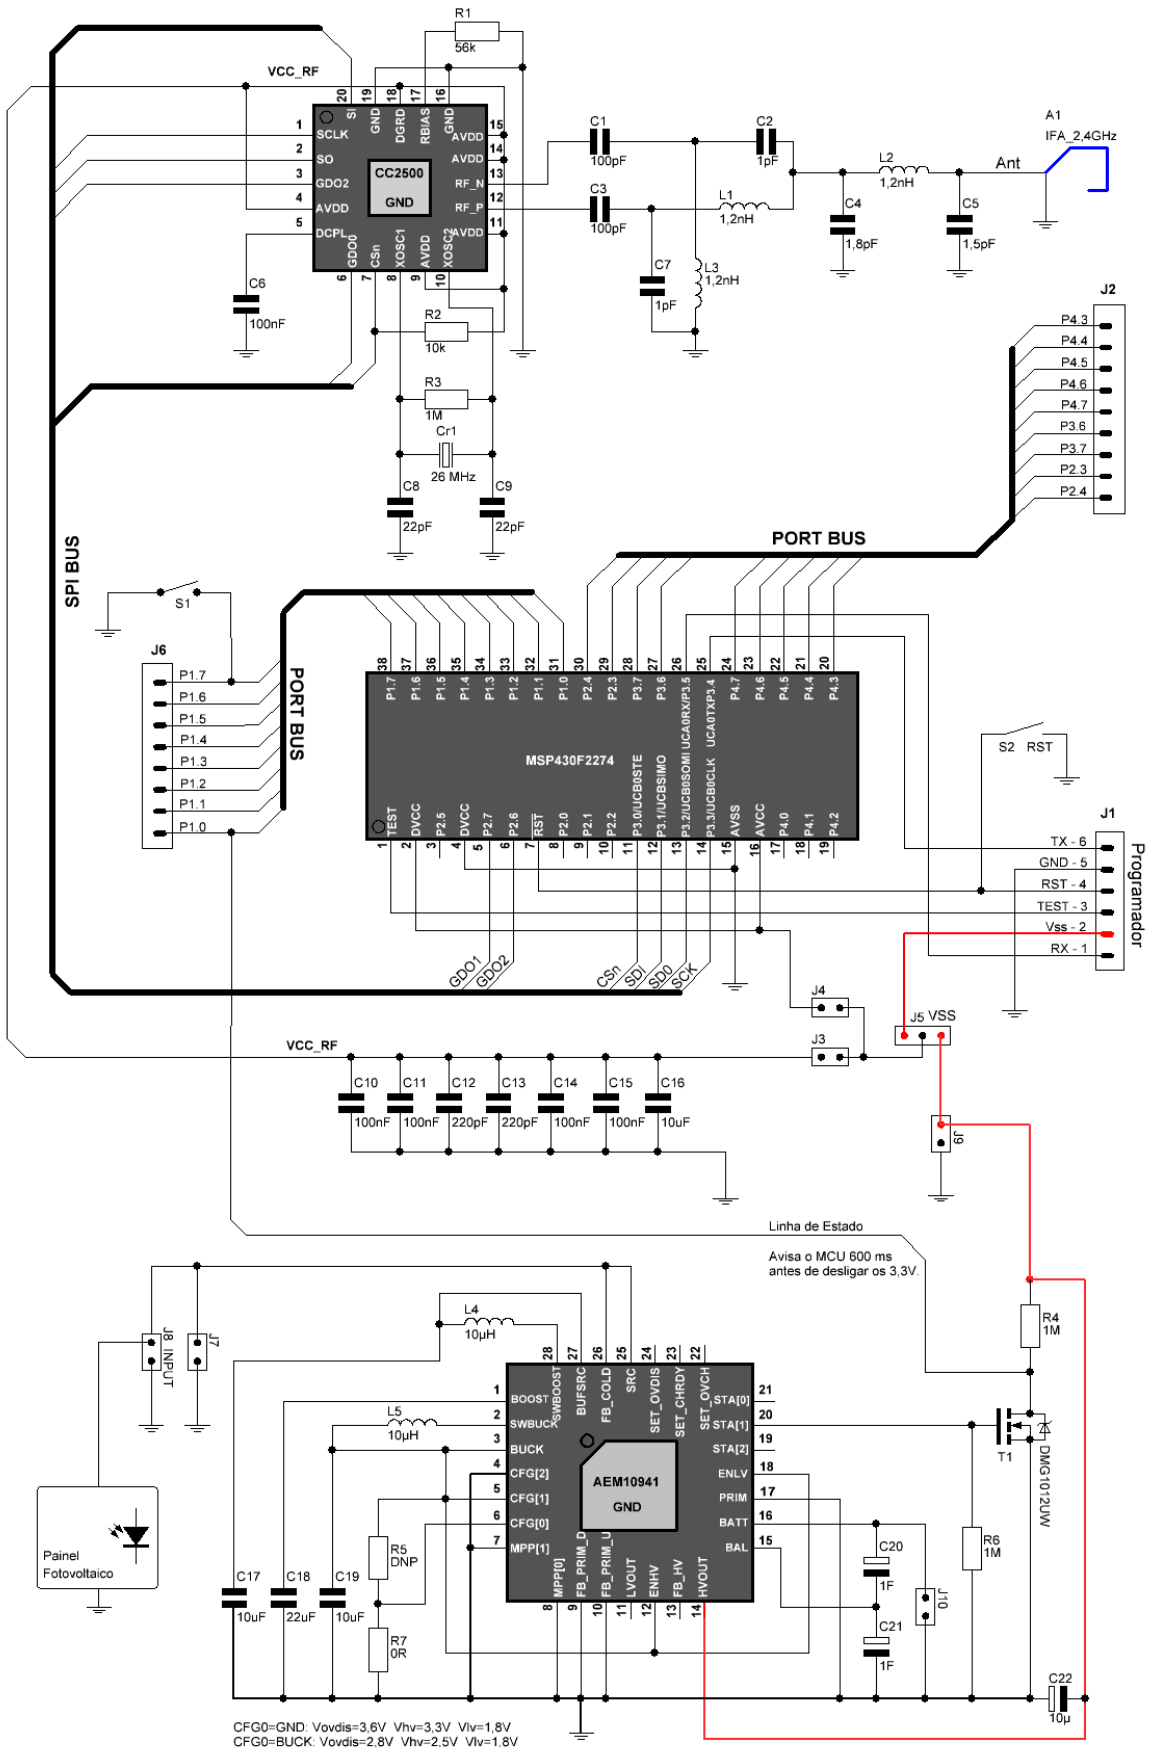 R1
56k
VCC_RF
20 19 18 17 16
SI GND DGRD RBIAS GND
1 SCLK
2 SO
3 GDO2
4 AVDD
5 DCPL
CC2500
GND
AVDD 15
AVDD 14
RF_N 13
RF_P 12
AVDD 11
GDO0 CSn XOSC1 AVDD XOSC2
6 7 8 9 10
C1
100pF
C2
1pF
C3
100pF
L1
1,2nH
L2
1,2nH
Ant
A1
IFA_2,4GHz
C4
1,8pF
C5
1,5pF
C7
1pF
L3
1,2nH
C6
100nF
R2
10k
R3
1M
Cr1
26 MHz
C8
22pF
C9
22pF
J2
P4.3
P4.4
P4.5
P4.6
P4.7
P3.6
P3.7
P2.3
P2.4
PORT BUS
SPI BUS
S1
J6
P1.7
P1.6
P1.5
P1.4
P1.3
P1.2
P1.1
P1.0
PORT BUS
38 37 36 35 34 33 32 31 30 29 28 27 26 25 24 23 22 21 20
P1.7 P1.6 P1.5 P1.4 P1.3 P1.2 P1.1 P1.0 P2.4 P2.3 P3.7 P3.6 UCA0RX/P3.5 UCA0TXP3.4 P4.7 P4.6 P4.5 P4.4 P4.3
MSP430F2274
TEST DVCC P2.5 DVCC P2.7 P2.6 RST P2.0 P2.1 P2.2 P3.0/UCB0STE P3.1/UCBSIMO P3.2/UCB0SOMI P3.3/UCB0CLK AVSS AVCC P4.0 P4.1 P4.2
1 2 3 4 5 6 7 8 9 10 11 12 13 14 15 16 17 18 19
GDO1 GDO2 CSn SDI SD0 SCK
S2 RST
J1
Programador
TX - 6
GND - 5
RST - 4
TEST - 3
Vss - 2
RX - 1
J4
J3
J5 VSS
J9
VCC_RF
C10
100nF
C11
100nF
C12
220pF
C13
220pF
C14
100nF
C15
100nF
C16
10uF
Linha de Estado
Avisa o MCU 600 ms
antes de desligar os 3,3V.
R4
1M
L4
10µH
J8 INPUT
J7
28 27 26 25 24 23 22
SWBOOST BUFSRC FB_COLD SRC SET_OVDIS SET_CHRDY SET_OVCH
1 BOOST
2 SWBUCK
3 BUCK
4 CFG[2]
5 CFG[1]
6 CFG[0]
7 MPP[1]
AEM10941
GND
STA[0] 21
STA[1] 20
STA[2] 19
ENLV 18
PRIM 17
BATT 16
BAL 15
MPP[0] FB_PRIM_D FB_PRIM_U LVOUT ENHV FB_HV HVOUT
8 9 10 11 12 13 14
L5
10µH
T1
DMG1012UW
R6
1M
R5
DNP
R7
0R
Painel
Fotovoltaico
C17
10uF
C18
22uF
C19
10uF
C20
1F
C21
1F
J10
C22
10µ
CFG0=GND: Vovdis=3,6V Vhv=3,3V Vlv=1,8V
CFG0=BUCK: Vovdis=2,8V Vhv=2,5V Vlv=1,8V